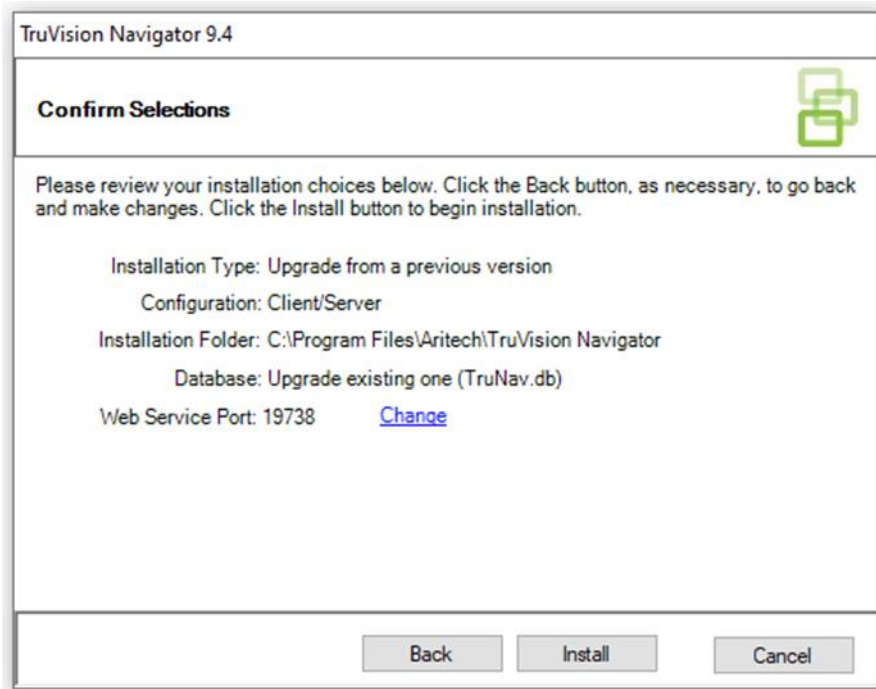 TruVision Navigator 9.4
Confirm Selections
Please review your installation choices below. Click the Back button, as necessary, to go back
and make changes. Click the Install button to begin installation.
Installation Type: Upgrade from a previous version
Configuration: Client/Server
Installation Folder: C:\Program Files\Aritech\TruVision Navigator
Database: Upgrade existing one (TruNav.db)
Web Service Port: 19738 Change
Back Install Cancel